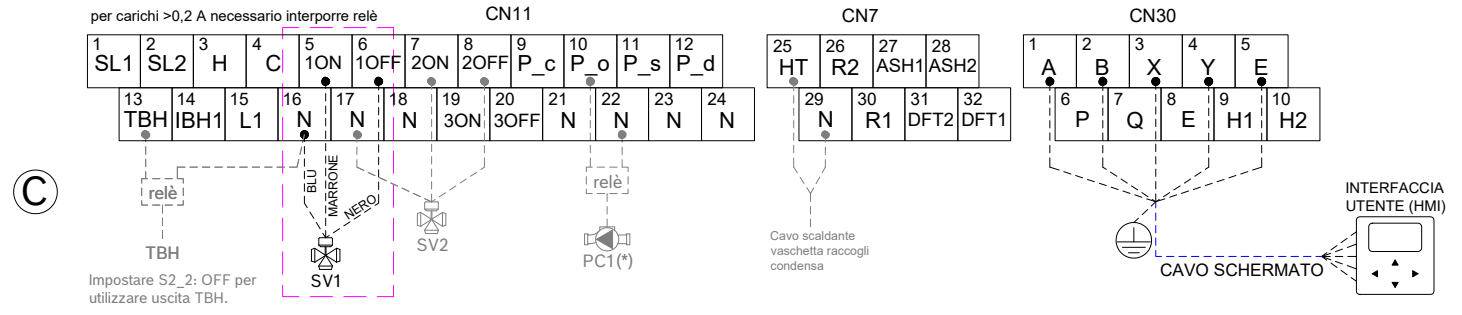 per carichi >0,2 A necessario interporre relè
CN11
CN7
CN30
1 2 3 4 5 6 7 8 9 10 11 12
SL1 SL2 H C 1ON 1OFF 2ON 2OFF P_c P_o P_s P_d
13 14 15 16 17 18 19 20 21 22 23 24
TBH IBH1 L1 N N N 3ON 3OFF N N N N
25 26 27 28
HT R2 ASH1 ASH2
29 30 31 32
N R1 DFT2 DFT1
1 2 3 4 5
A B X Y E
6 7 8 9 10
P Q E H1 H2
C
relè
TBH
Impostare S2_2: OFF per
utilizzare uscita TBH.
BLU
MARRONE
NERO
SV1
SV2
relè
PC1(*)
Cavo scaldante
vaschetta raccogli
condensa
CAVO SCHERMATO
INTERFACCIA
UTENTE (HMI)